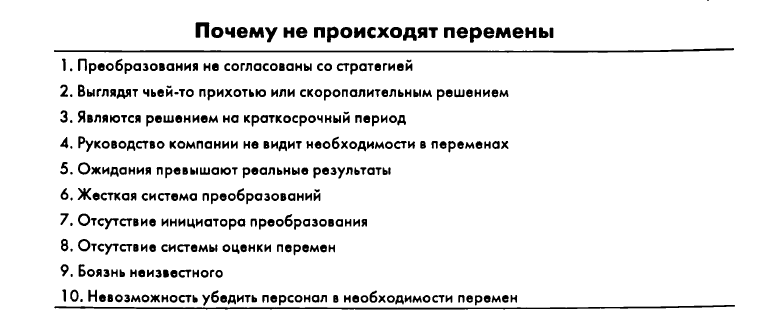 Почему не происходят перемены
1. Преобразования не согласованы со стратегией
2. Выглядят чьей-то прихотью или скоропалительным решением
3. Являются решением на краткосрочный период
4. Руководство компании не видит необходимости в переменах
5. Ожидания превышают реальные результаты
6. Жесткая система преобразований
7. Отсутствие инициатора преобразования
8. Отсутствие системы оценки перемен
9. Боязнь неизвестного
10. Невозможность убедить персонал в необходимости перемен